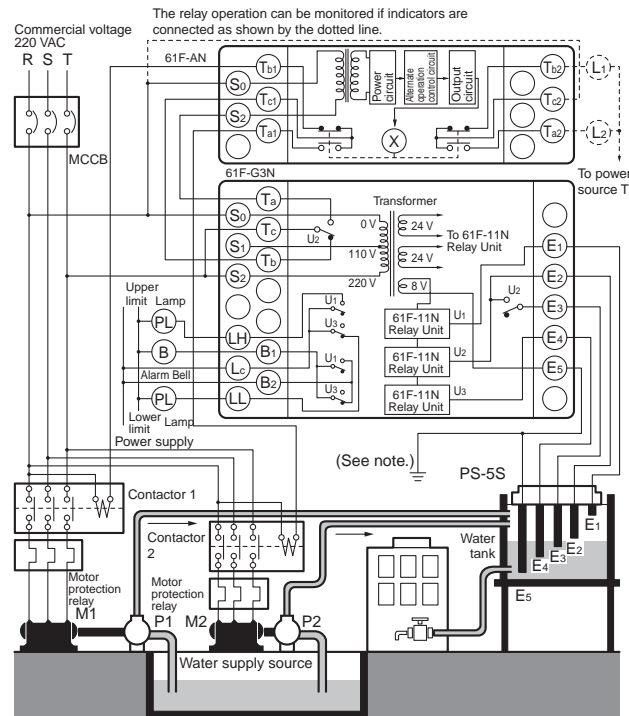 The relay operation can be monitored if indicators are
connected as shown by the dotted line.
Commercial voltage
220 VAC
R S T
61F-AN
MCCB
S0
S2
Tb1
Tc1
Ta1
Power
circuit
Alternate
operation
control circuit
Output
circuit
X
Tb2
Tc2
Ta2
L1
L2
To power
source T
61F-G3N
S0
S1
S2
Ta
Tc
Tb
U2
Transformer
0 V
110 V
220 V
24 V
24 V
8 V
To 61F-11N
Relay Unit
E1
E2
E3
E4
E5
U2
Upper
limit
Lamp
PL
B
Alarm Bell
PL
Lower
limit
Lamp
Power supply
LH
Lc
LL
B1
B2
U1
U3
U1
U3
61F-11N
Relay Unit
U1
61F-11N
Relay Unit
U2
61F-11N
Relay Unit
U3
(See note.)
PS-5S
Contactor 1
Contactor
2
Motor
protection
relay
Motor
protection
relay
M1
P1
M2
P2
Water
tank
E1
E2
E3
E4
E5
Water supply source